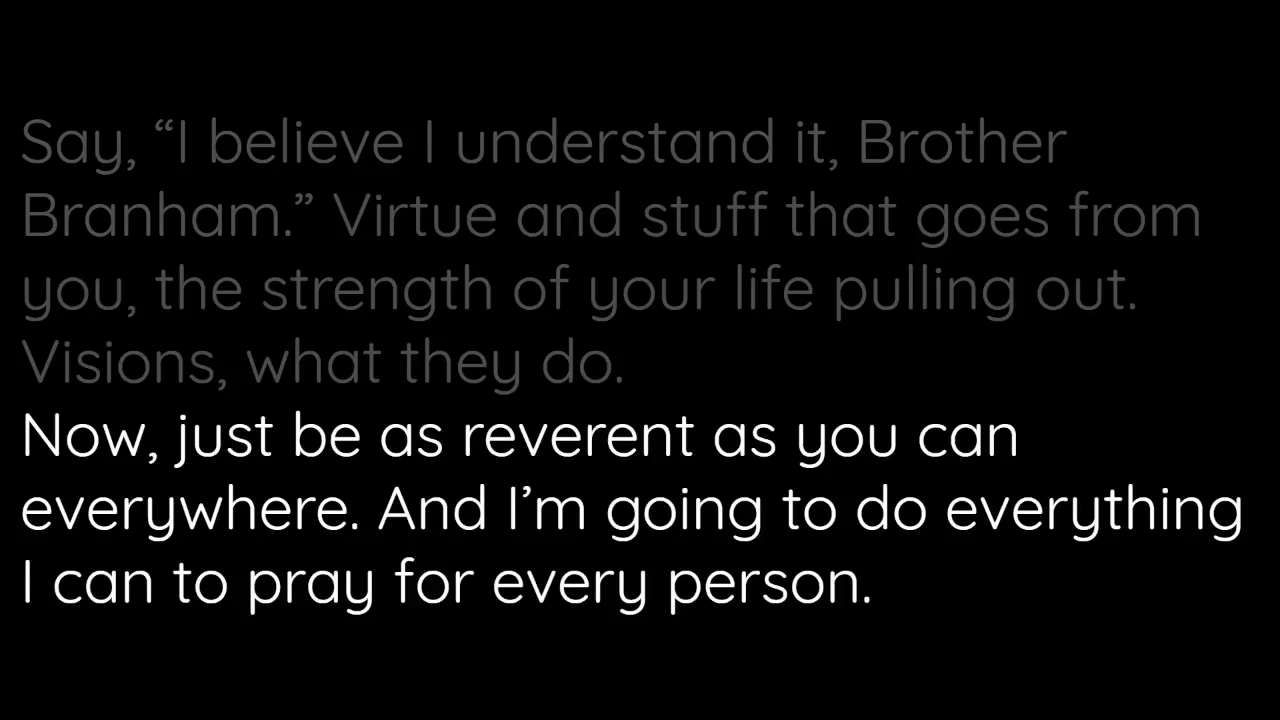 Say, “I believe I understand it, Brother
Branham.” Virtue and stuff that goes from
you, the strength of your life pulling out.
Visions, what they do.
Now, just be as reverent as you can
everywhere. And I’m going to do everything
I can to pray for every person.